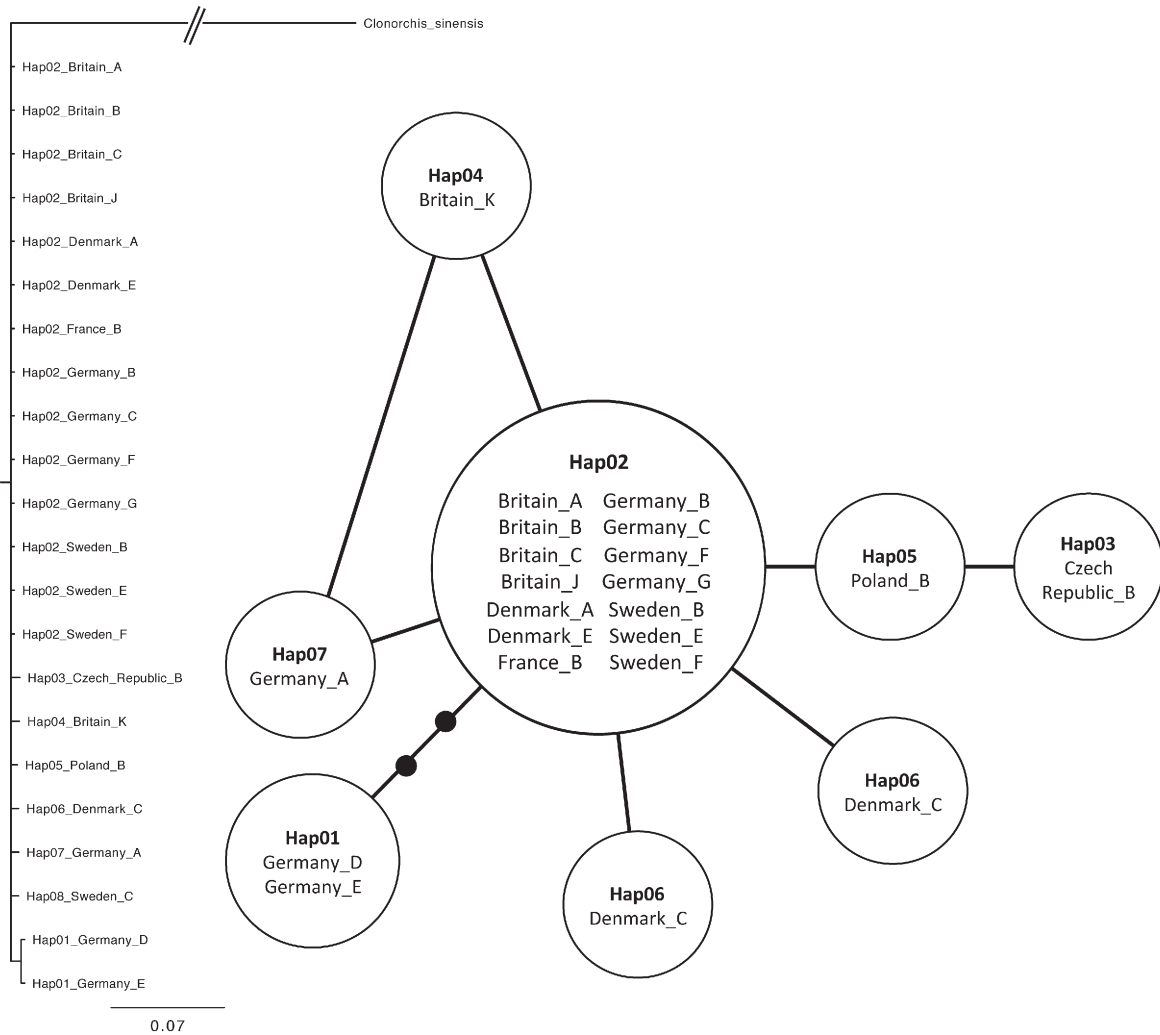 Clonorchis_sinensis
Hap02_Britain_A
Hap02_Britain_B
Hap02_Britain_C
Hap02_Britain_J
Hap02_Denmark_A
Hap02_Denmark_E
Hap02_France_B
Hap02_Germany_B
Hap02_Germany_C
Hap02_Germany_F
Hap02_Germany_G
Hap02_Sweden_B
Hap02_Sweden_E
Hap02_Sweden_F
Hap03_Czech_Republic_B
Hap04_Britain_K
Hap05_Poland_B
Hap06_Denmark_C
Hap07_Germany_A
Hap08_Sweden_C
Hap01_Germany_D
Hap01_Germany_E
0.07
Hap04
Britain_K
Hap02
Britain_A Germany_B
Britain_B Germany_C
Britain_C Germany_F
Britain_J Germany_G
Denmark_A Sweden_B
Denmark_E Sweden_E
France_B Sweden_F
Hap05
Poland_B
Hap03
Czech
Republic_B
Hap07
Germany_A
Hap01
Germany_D
Germany_E
Hap06
Denmark_C
Hap06
Denmark_C